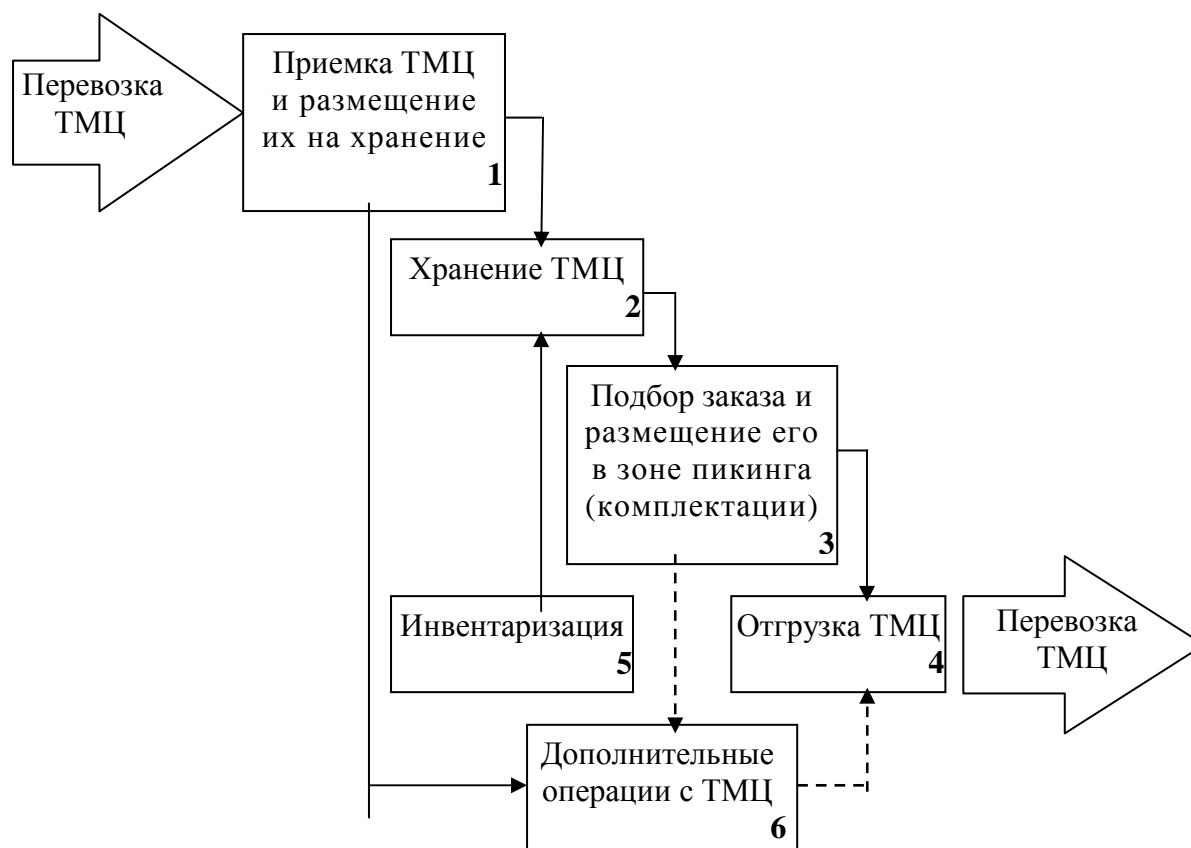 Перевозка
ТМЦ
Приемка ТМЦ
и размещение
их на хранение
1
Хранение ТМЦ
2
Подбор заказа и
размещение его
в зоне пикинга
(комплектации)
3
Инвентаризация
5
Отгрузка ТМЦ
4
Перевозка
ТМЦ
Дополнительные
операции с ТМЦ
6